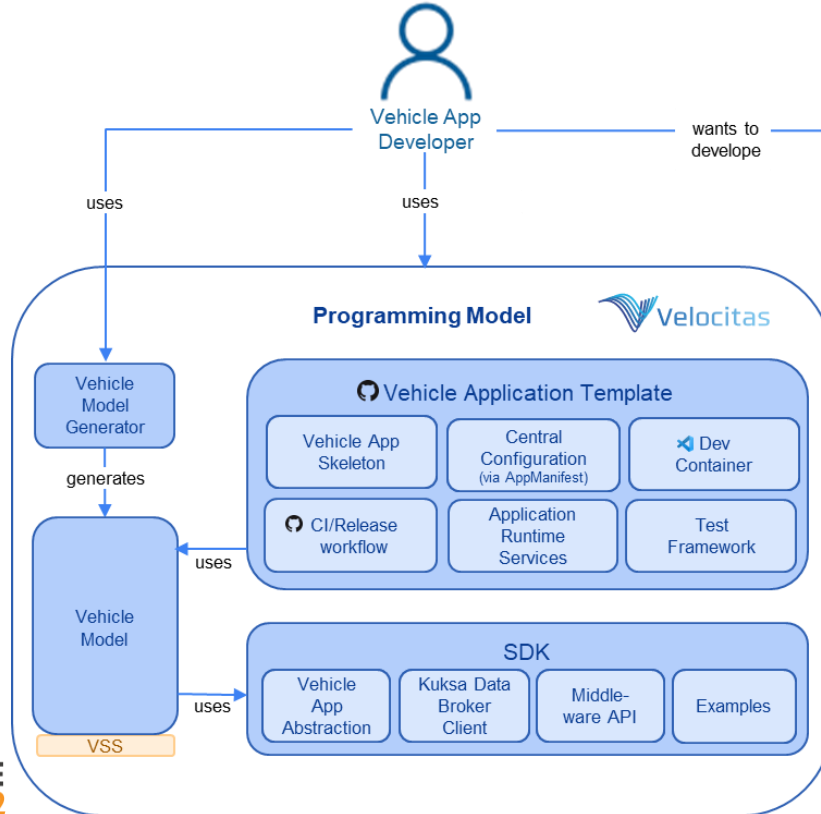 Vehicle App
Developer
wants to
develope
uses
uses
Programming Model
Velocitas
Vehicle
Model
Generator
generates
Vehicle Application Template
Vehicle App
Skeleton
Central
Configuration
(via AppManifest)
Dev
Container
CI/Release
workflow
Application
Runtime
Services
Test
Framework
uses
Vehicle
Model
VSS
uses
SDK
Vehicle
App
Abstraction
Kuksa Data
Broker
Client
Middle-
ware API
Examples